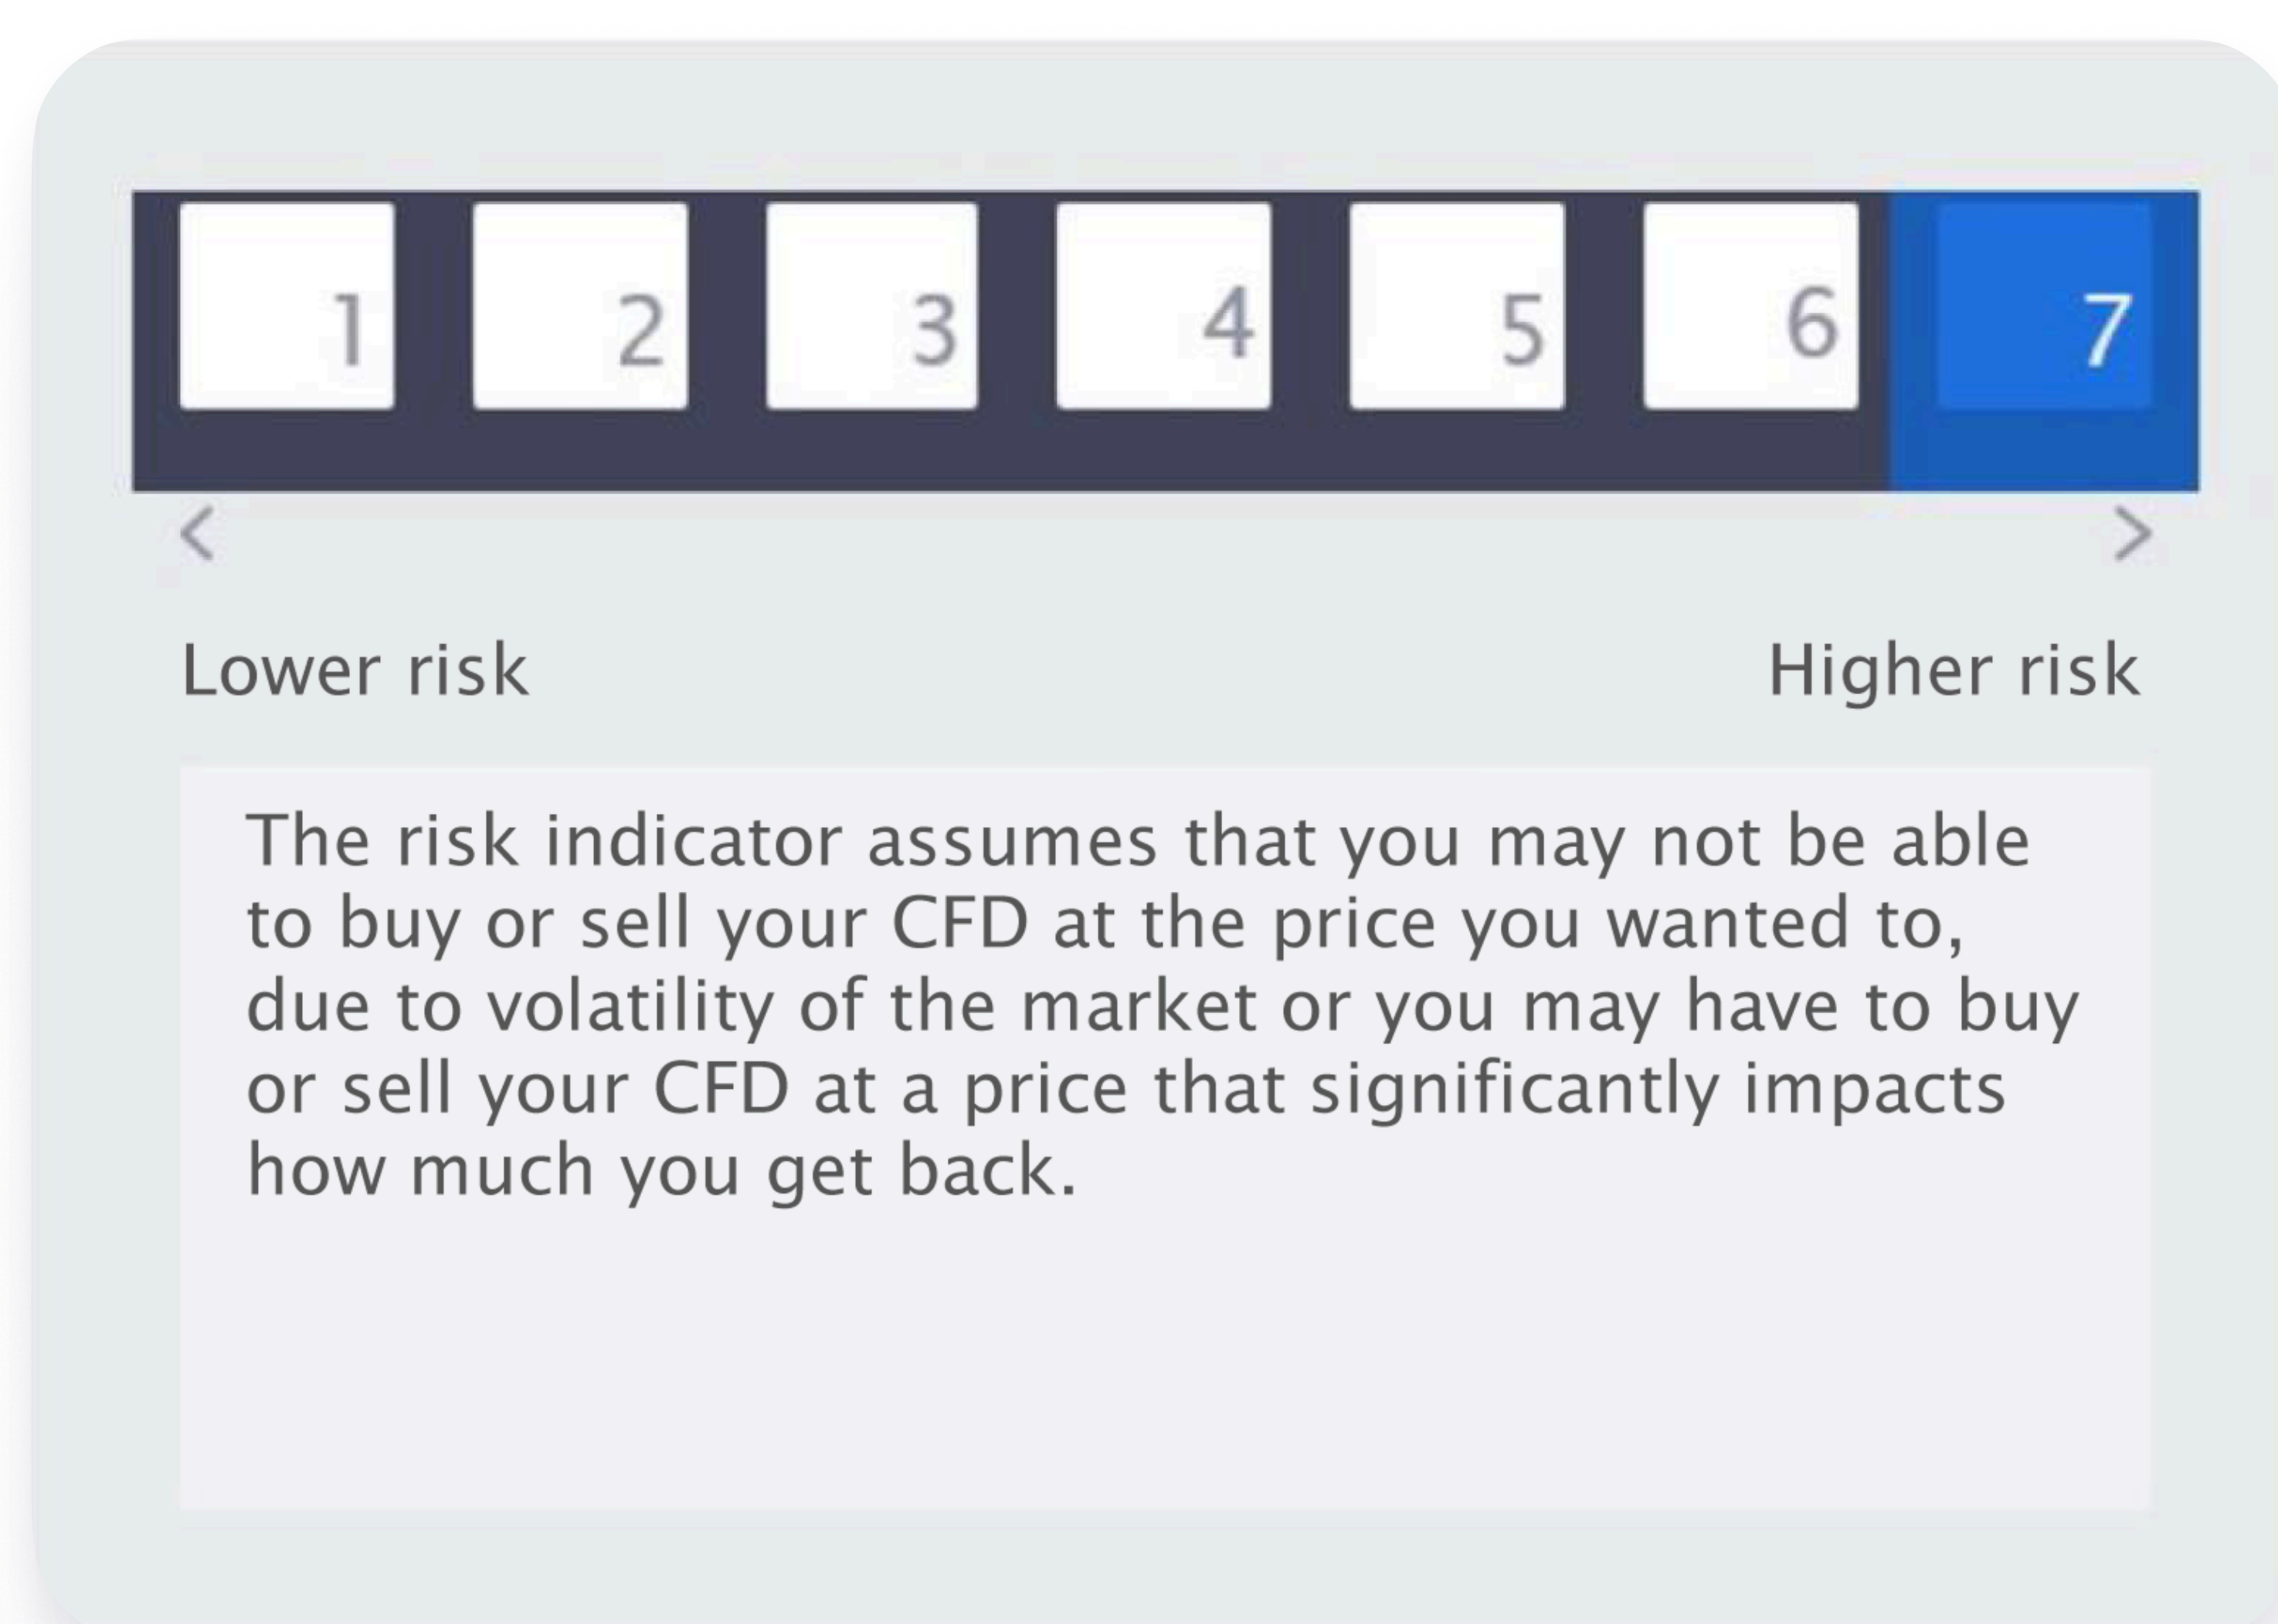 1 2 3 4 5 6 7
< >
Lower risk Higher risk
The risk indicator assumes that you may not be able
to buy or sell your CFD at the price you wanted to,
due to volatility of the market or you may have to buy
or sell your CFD at a price that significantly impacts
how much you get back.